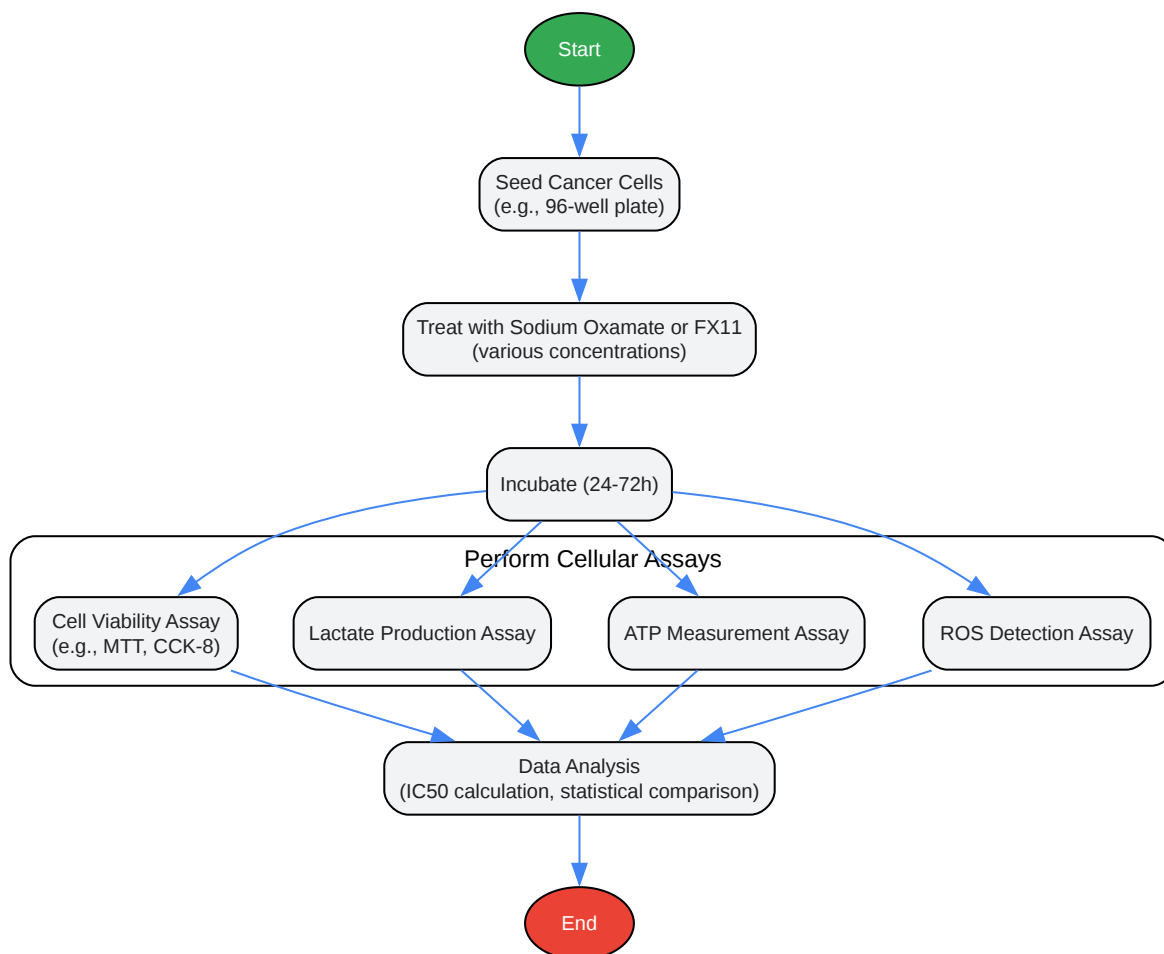 Start
Seed Cancer Cells
(e.g., 96-well plate)
Treat with Sodium Oxamate or FX11
(various concentrations)
Incubate (24-72h)
Perform Cellular Assays
Cell Viability Assay
(e.g., MTT, CCK-8)
Lactate Production Assay
ATP Measurement Assay
ROS Detection Assay
Data Analysis
(IC50 calculation, statistical comparison)
End